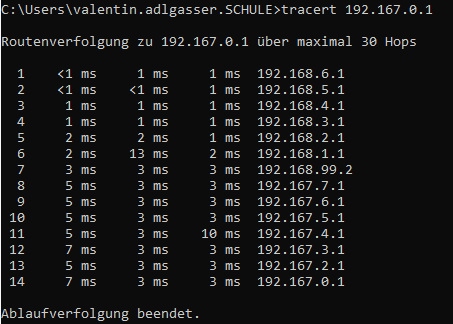 C:\Users\valentin.adlgasser.SCHULE>tracert 192.167.0.1
Routenverfolgung zu 192.167.0.1 über maximal 30 Hops
1 <1 ms 1 ms 1 ms 192.168.6.1
2 <1 ms <1 ms 1 ms 192.168.5.1
3 1 ms 1 ms 1 ms 192.168.4.1
4 1 ms 1 ms 1 ms 192.168.3.1
5 2 ms 2 ms 1 ms 192.168.2.1
6 2 ms 13 ms 2 ms 192.168.1.1
7 3 ms 3 ms 3 ms 192.168.99.2
8 5 ms 3 ms 3 ms 192.167.7.1
9 5 ms 3 ms 3 ms 192.167.6.1
10 5 ms 3 ms 3 ms 192.167.5.1
11 5 ms 3 ms 10 ms 192.167.4.1
12 7 ms 3 ms 3 ms 192.167.3.1
13 5 ms 3 ms 3 ms 192.167.2.1
14 7 ms 3 ms 3 ms 192.167.0.1
Ablaufverfolgung beendet.